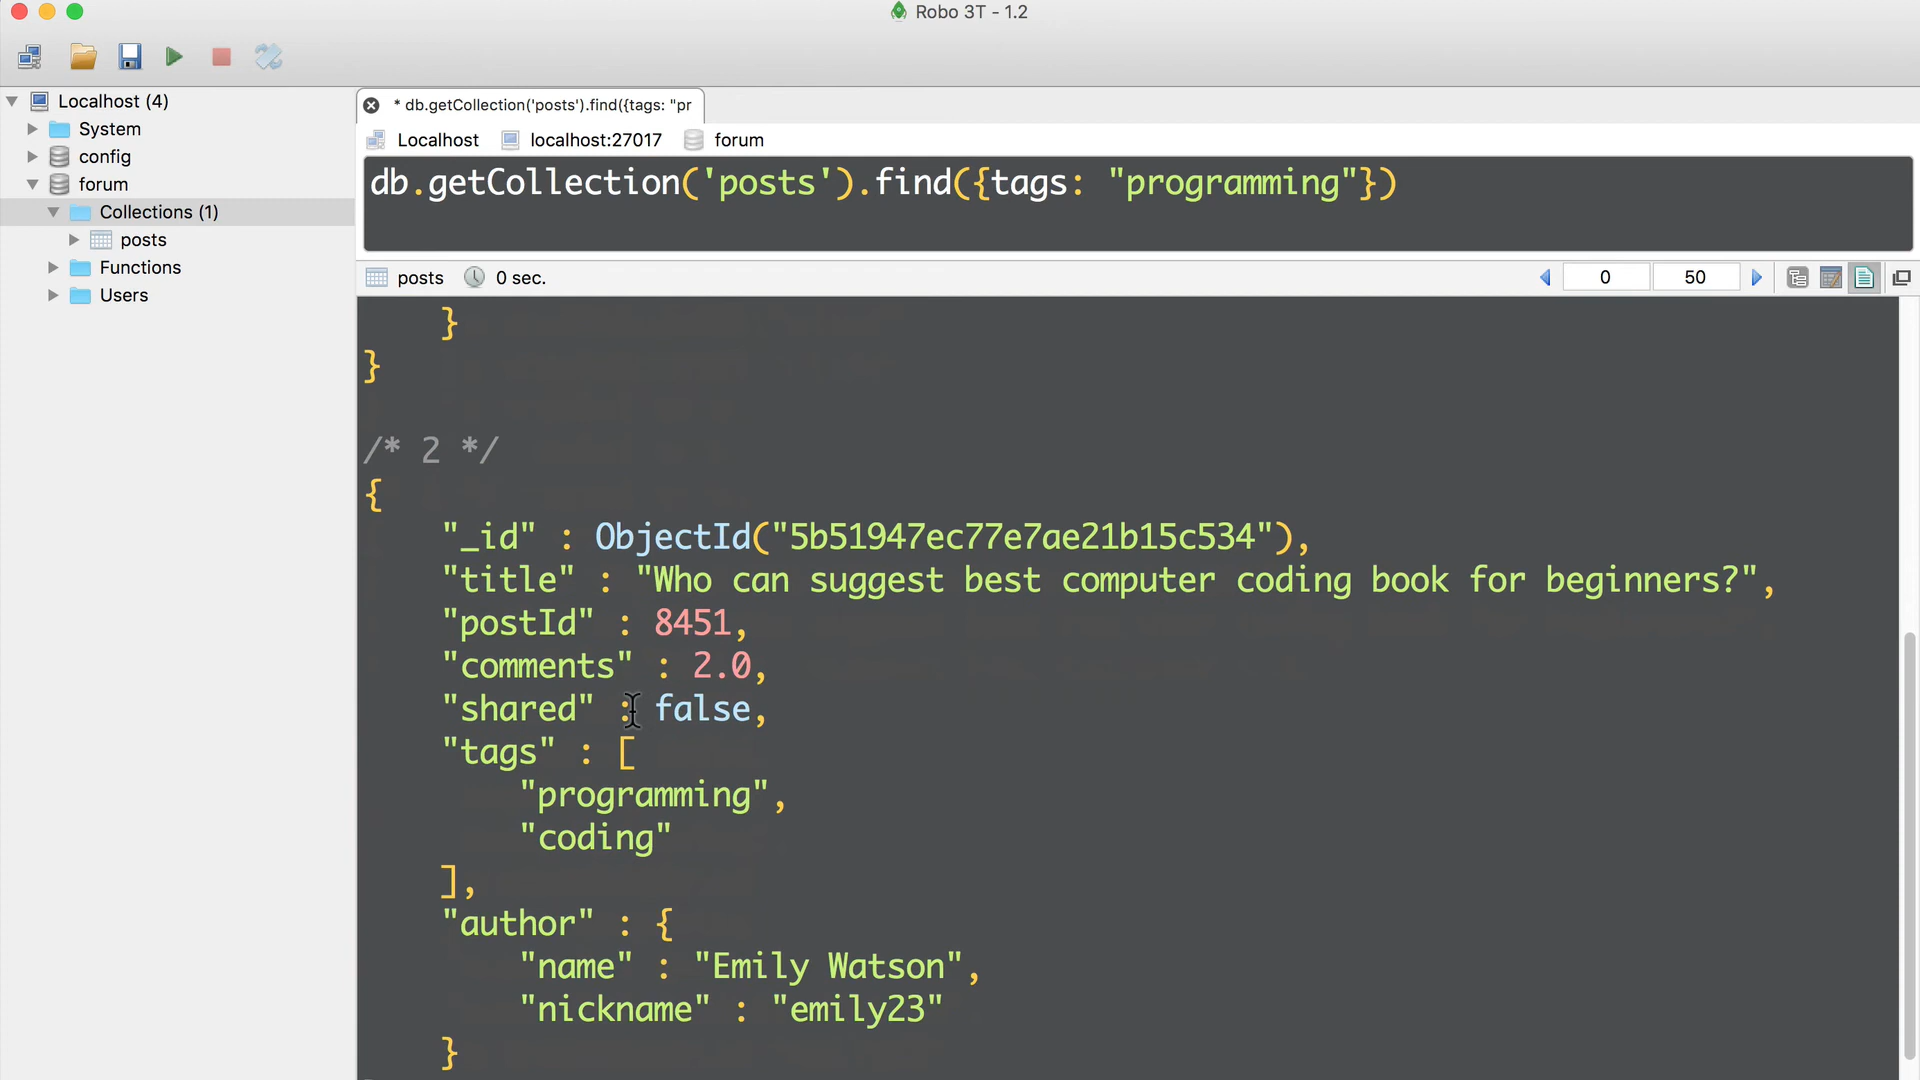 Robo 3T - 1.2
Localhost (4)
System
config
forum
Collections (1)
posts
Functions
Users
* db.getCollection('posts').find({tags: "pr
Localhost localhost:27017 forum
db.getCollection('posts').find({tags: "programming"})
posts 0 sec. 0 50
}
}
/* 2 */
{
"_id" : ObjectId("5b51947ec77e7ae21b15c534"),
"title" : "Who can suggest best computer coding book for beginners?",
"postId" : 8451,
"comments" : 2.0,
"shared" : false,
"tags" : [
"programming",
"coding"
],
"author" : {
"name" : "Emily Watson",
"nickname" : "emily23"
}